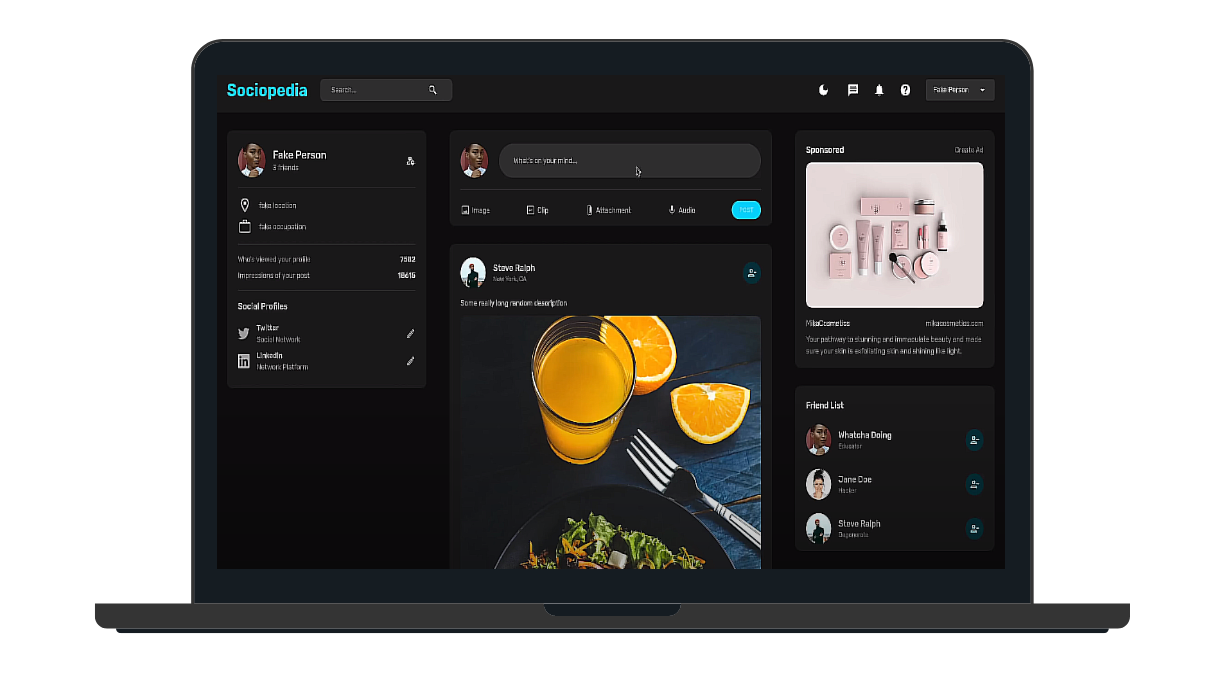 Sociopedia
Search...
Fake Person
Fake Person
3 friends
fake location
fake occupation
Who's viewed your profile 7592
Impressions of your post 18615
Social Profiles
Twitter
Social Network
Linkedin
Network Platform
What's on your mind...
Image Clip Attachment Audio POST
Steve Ralph
New York, CA
Some really long random description
Sponsored Create Ad
MikaCosmetics mikacosmetics.com
Your pathway to stunning and immaculate beauty and made
sure your skin is exfoliating skin and shining like light.
Friend List
Whatcha Doing
Educator
Jane Doe
Hacker
Steve Ralph
Degenerate